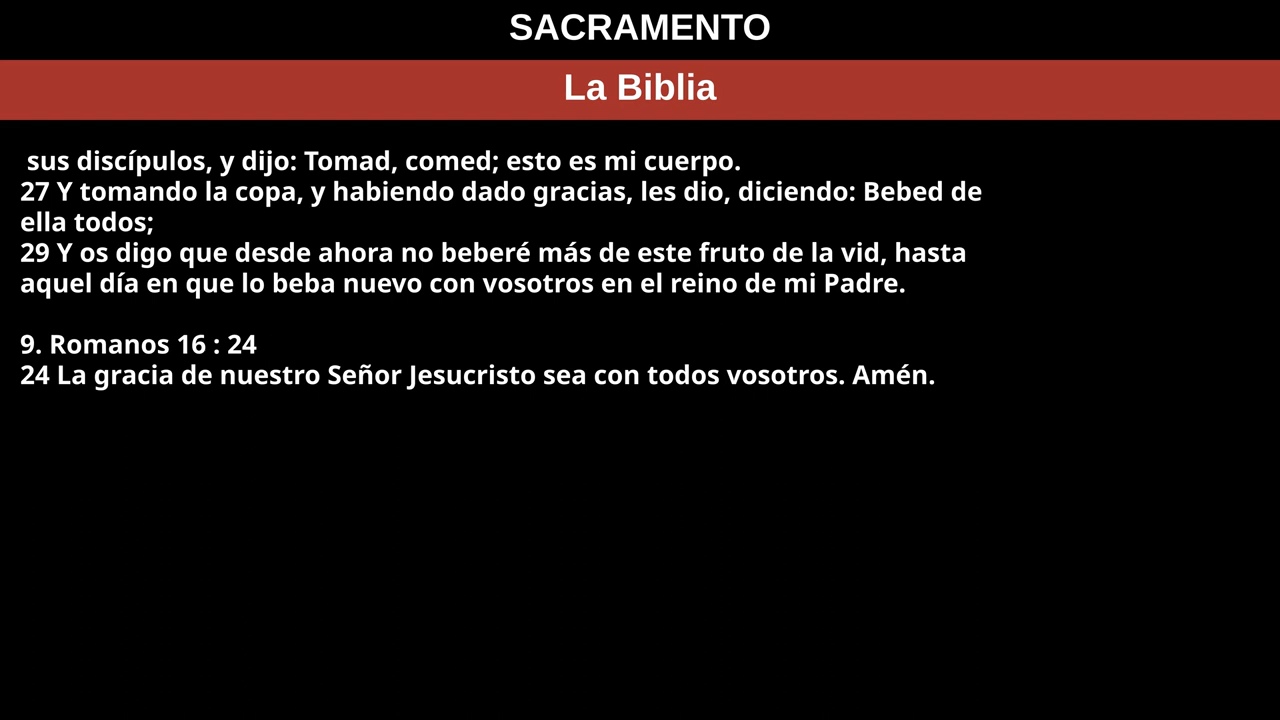 SACRAMENTO
La Biblia
sus discípulos, y dijo: Tomad, comed; esto es mi cuerpo.
27 Y tomando la copa, y habiendo dado gracias, les dio, diciendo: Bebed de
ella todos;
29 Y os digo que desde ahora no beberé más de este fruto de la vid, hasta
aquel día en que lo beba nuevo con vosotros en el reino de mi Padre.
9. Romanos 16 : 24
24 La gracia de nuestro Señor Jesucristo sea con todos vosotros. Amén.